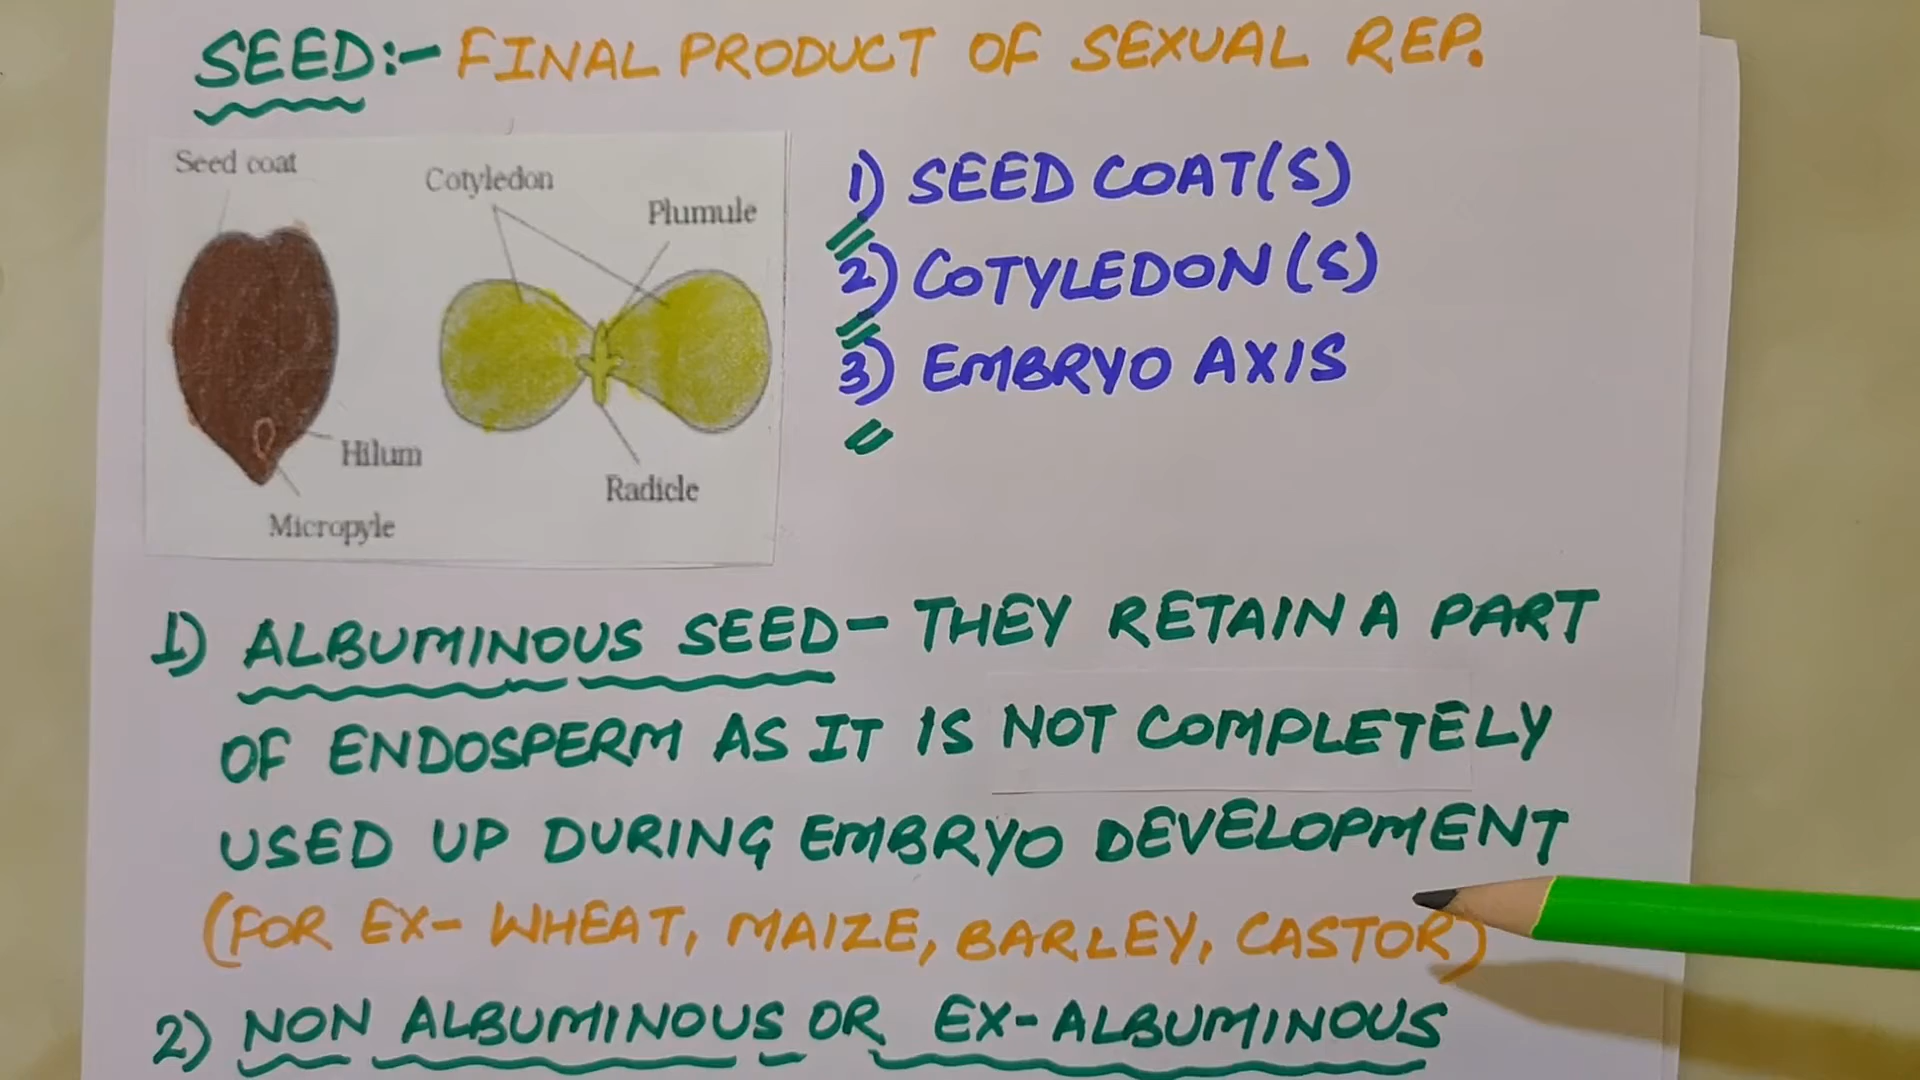 SEED:- FINAL PRODUCT OF SEXUAL REP.
Seed coat
Cotyledon
Plumule
Hilum
Radicle
Micropyle
1) SEED COAT(S)
2) COTYLEDON(S)
3) EMBRYO AXIS
1) ALBUMINOUS SEED- THEY RETAIN A PART
OF ENDOSPERM AS IT IS NOT COMPLETELY
USED UP DURING EMBRYO DEVELOPMENT
(FOR EX- WHEAT, MAIZE, BARLEY, CASTOR)
2) NON ALBUMINOUS OR EX-ALBUMINOUS